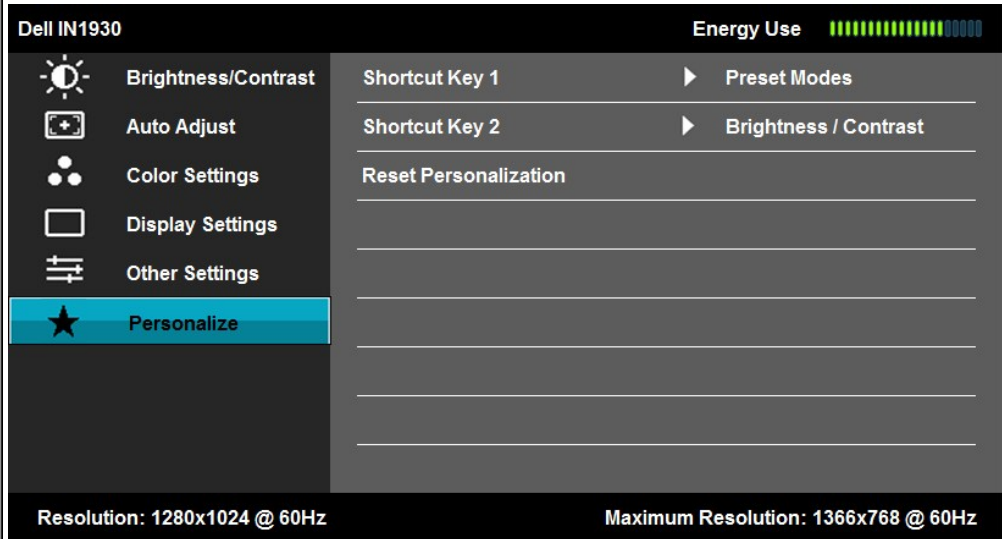 Dell IN1930 Energy Use
Brightness/Contrast Shortcut Key 1 Preset Modes
Auto Adjust Shortcut Key 2 Brightness / Contrast
Color Settings Reset Personalization
Display Settings
Other Settings
Personalize
Resolution: 1280x1024 @ 60Hz Maximum Resolution: 1366x768 @ 60Hz